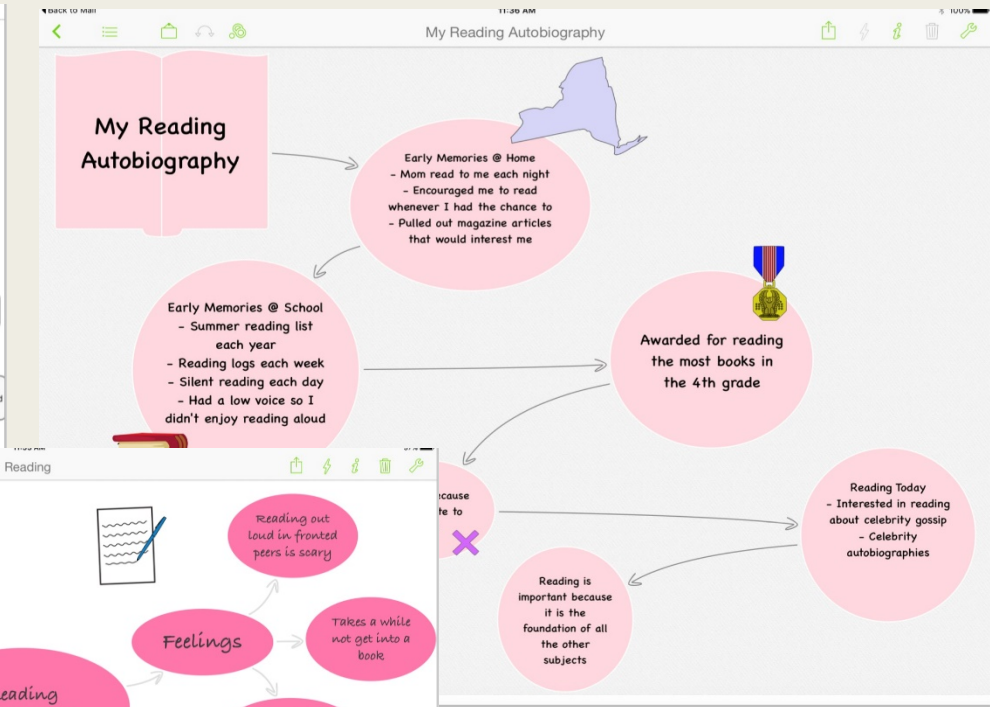 Back to Mail
11:36 AM
100%
My Reading Autobiography
My Reading
Autobiography
Early Memories @ Home
- Mom read to me each night
- Encouraged me to read
whenever I had the chance to
- Pulled out magazine articles
that would interest me
Early Memories @ School
- Summer reading list
each year
- Reading logs each week
- Silent reading each day
- Had a low voice so I
didn't enjoy reading aloud
Awarded for reading
the most books in
the 4th grade
Reading Today
- Interested in reading
about celebrity gossip
- Celebrity
autobiographies
Reading is
important because
it is the
foundation of all
the other
subjects
Reading
Reading out
loud in fronted
peers is scary
Feelings
Takes a while
not get into a
book